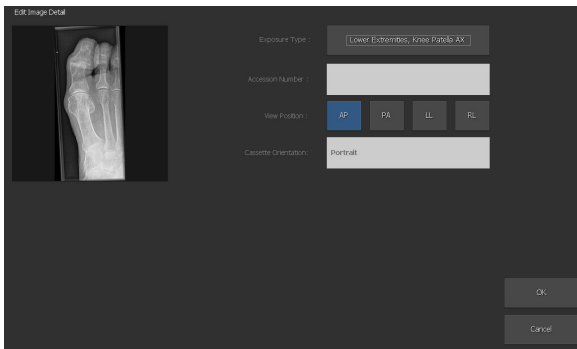 Edit Image Detail
Exposure Type :
Lower Extremities, Knee Patella AX
Accession Number :
View Position :
AP
PA
LL
RL
Cassette Orientation:
Portrait
OK
Cancel